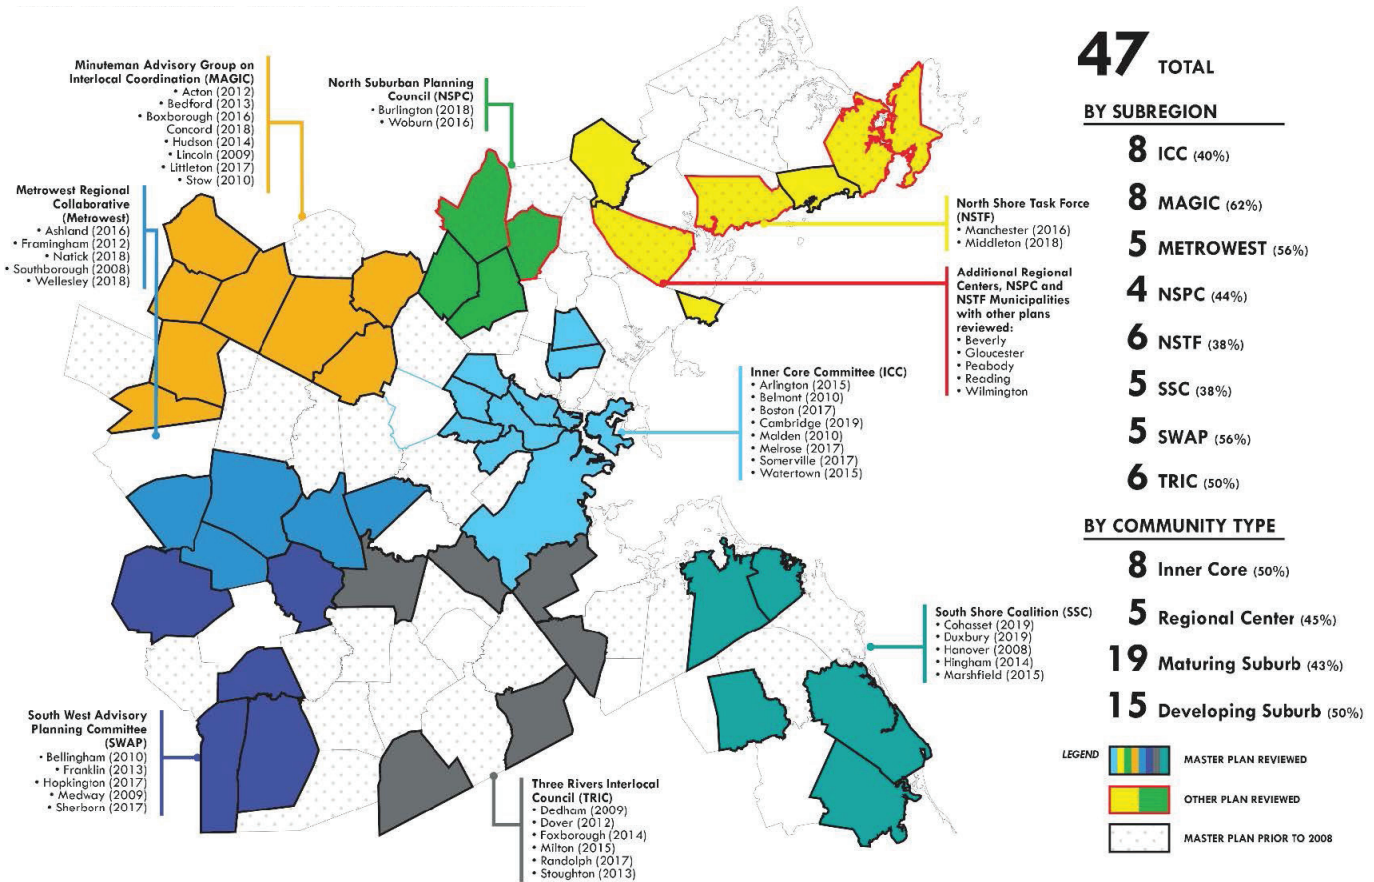 Minuteman Advisory Group on
Interlocal Coordination (MAGIC)
• Acton (2012)
• Bedford (2013)
• Boxborough (2016)
Concord (2018)
• Hudson (2014)
• Lincoln (2009)
• Littleton (2017)
• Stow (2010)
North Suburban Planning
Council (NSPC)
• Burlington (2018)
• Woburn (2016)
Metrowest Regional
Collaborative
(Metrowest)
• Ashland (2016)
• Framingham (2012)
• Natick (2018)
• Southborough (2008)
• Wellesley (2018)
North Shore Task Force
(NSTF)
• Manchester (2016)
• Middleton (2018)
Additional Regional
Centers, NSPC and
NSTF Municipalities
with other plans
reviewed:
• Beverly
• Gloucester
• Peabody
• Reading
• Wilmington
Inner Core Committee (ICC)
• Arlington (2015)
• Belmont (2010)
• Boston (2017)
• Cambridge (2019)
• Malden (2010)
• Melrose (2017)
• Somerville (2017)
• Watertown (2015)
South Shore Coalition (SSC)
• Cohasset (2019)
• Duxbury (2019)
• Hanover (2008)
• Hingham (2014)
• Marshfield (2015)
South West Advisory
Planning Committee
(SWAP)
• Bellingham (2010)
• Franklin (2013)
• Hopkington (2017)
• Medway (2009)
• Sherborn (2017)
Three Rivers Interlocal
Council (TRIC)
• Dedham (2009)
• Dover (2012)
• Foxborough (2014)
• Milton (2015)
• Randolph (2017)
• Stoughton (2013)
47 TOTAL
BY SUBREGION
8 ICC (40%)
8 MAGIC (62%)
5 METROWEST (56%)
4 NSPC (44%)
6 NSTF (38%)
5 SSC (38%)
5 SWAP (56%)
6 TRIC (50%)
BY COMMUNITY TYPE
8 Inner Core (50%)
5 Regional Center (45%)
19 Maturing Suburb (43%)
15 Developing Suburb (50%)
LEGEND
MASTER PLAN REVIEWED
OTHER PLAN REVIEWED
MASTER PLAN PRIOR TO 2008